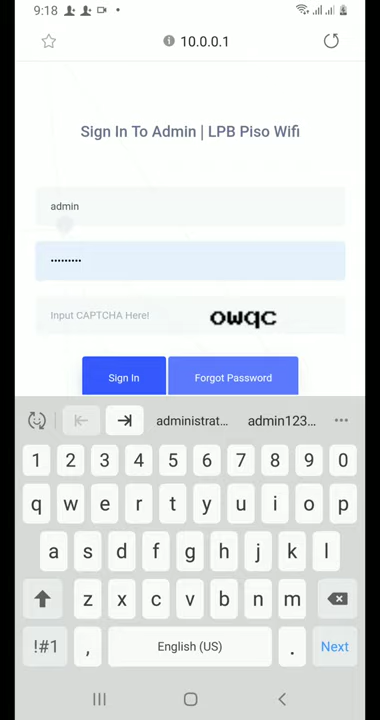 9:18
10.0.0.1
Sign In To Admin | LPB Piso Wifi
admin
•••••••••
Input CAPTCHA Here! owqc
Sign In Forgot Password
administrat... admin123... •••
1 2 3 4 5 6 7 8 9 0
q w e r t y u i o p
a s d f g h j k l
z x c v b n m
!#1 , English (US) . Next